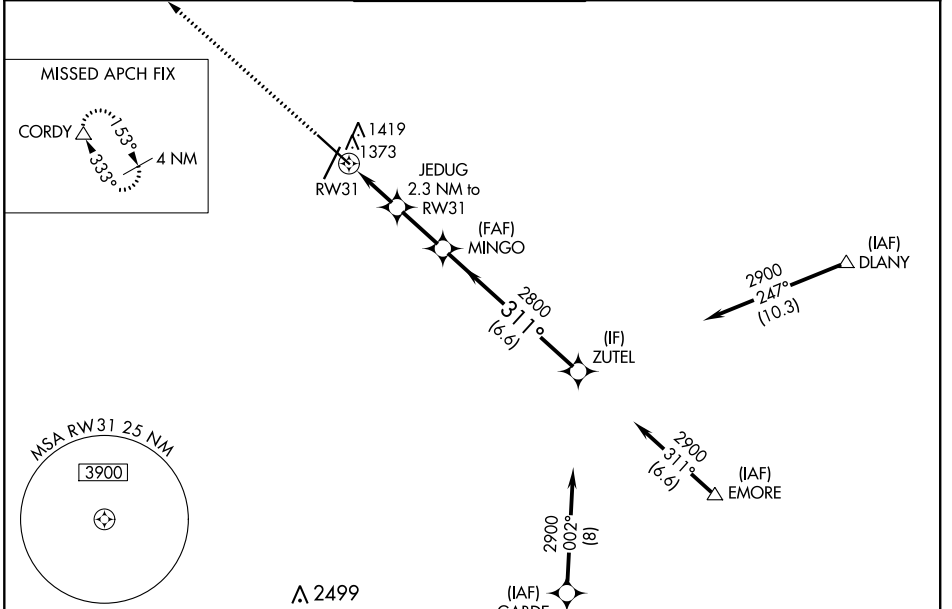 MISSED APCH FIX
CORDY
153°
333°
4 NM
1419
1373
RW31
JEDUG
2.3 NM to
RW31
(FAF)
MINGO
2800
311°
(6.6)
(IF)
ZUTEL
(IAF)
DLANY
2900
247°
(10.3)
2900
311°
(6.6)
(IAF)
EMORE
2900
002°
(8)
(IAF)
MSA RW31 25 NM
3900
2499